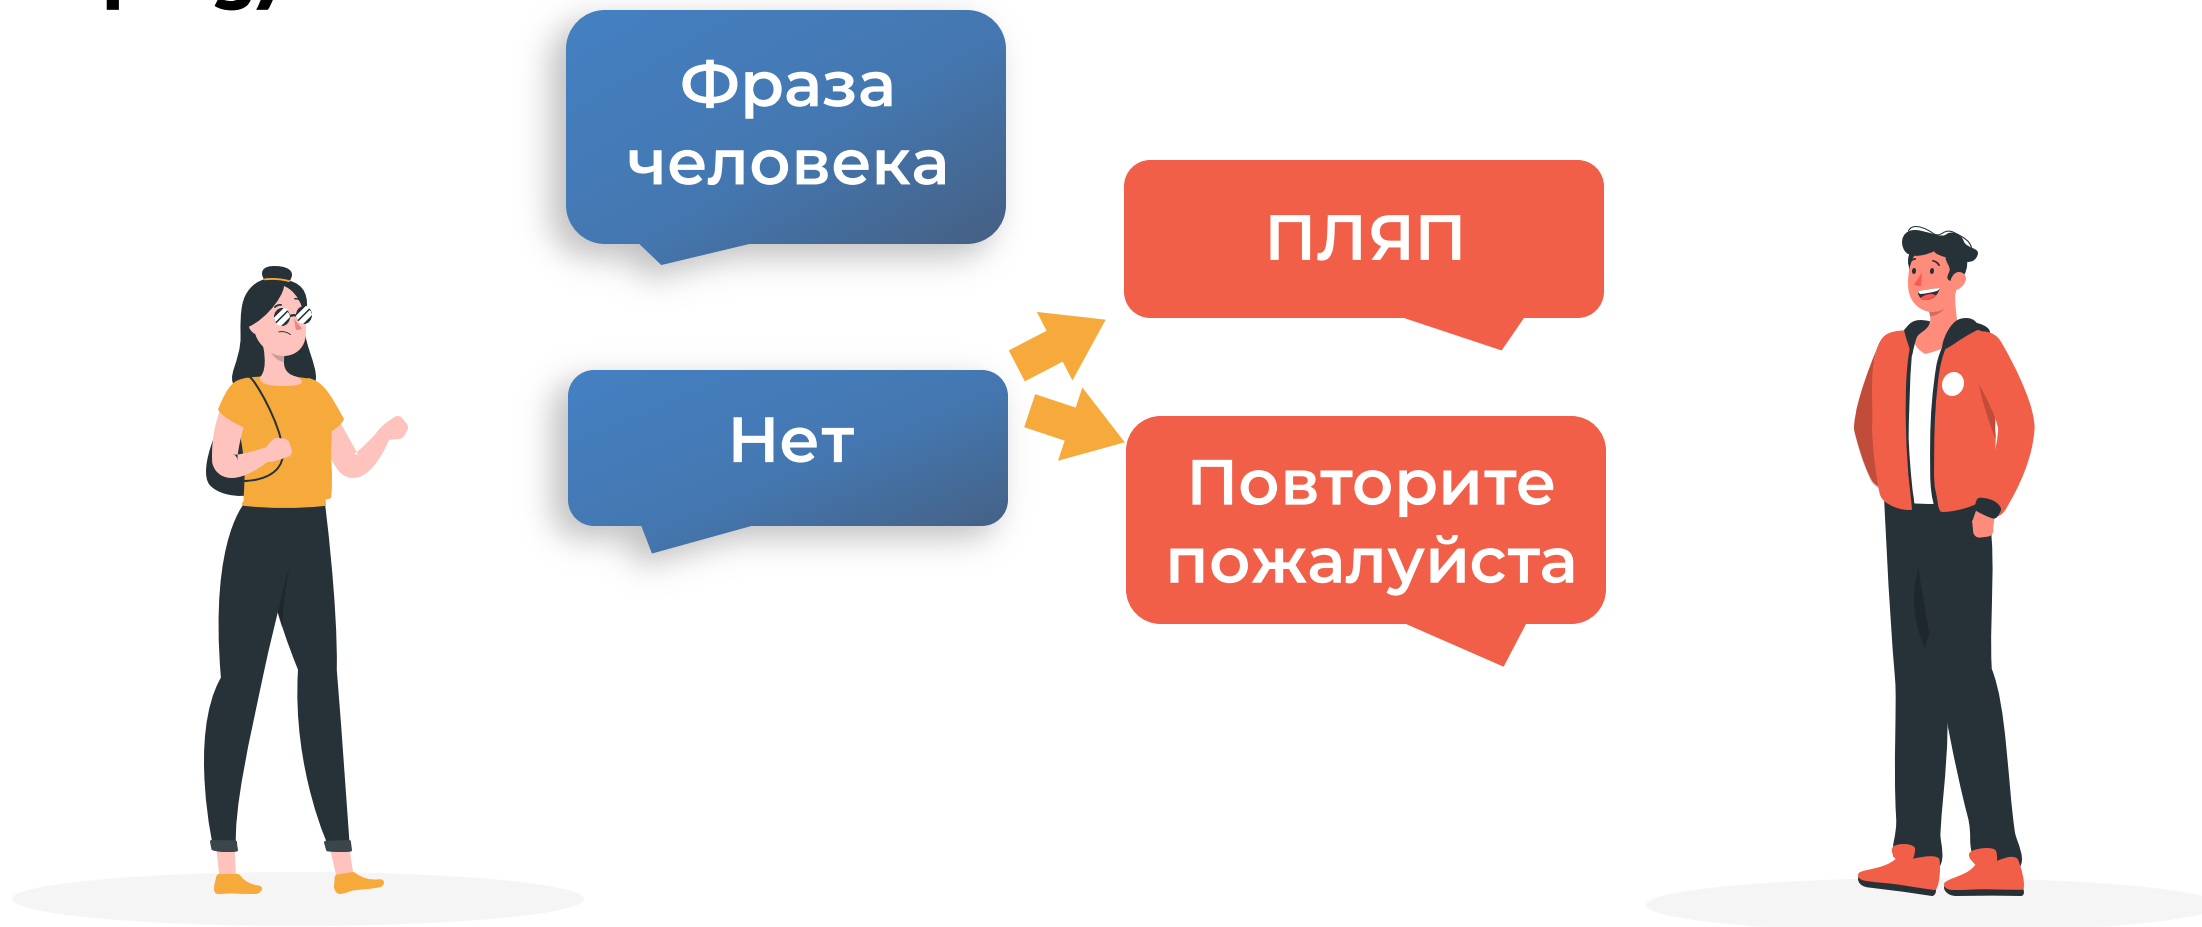 Фраза
человека
ПЛЯП
Нет
Повторите
пожалуйста